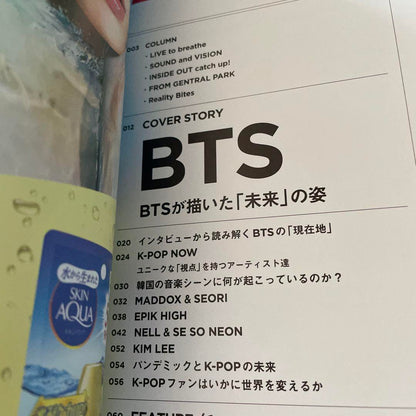 003 COLUMN
- LIVE to breathe
- SOUND and VISION
- INSIDE OUT catch up!
- FROM GENTRAL PARK
- Reality Bites
012 COVER STORY
BTS
BTSが描いた「未来」の姿
020 インタビューから読み解くBTSの「現在地」
024 K-POP NOW
ユニークな「視点」を持つアーティスト達
030 韓国の音楽シーンに何が起こっているのか？
032 MADDOX & SEORI
038 EPIK HIGH
042 NELL & SE SO NEON
052 KIM LEE
054 パンデミックとK-POPの未来
056 K-POPファンはいかに世界を変えるか
水から生まれた
SKIN
AQUA